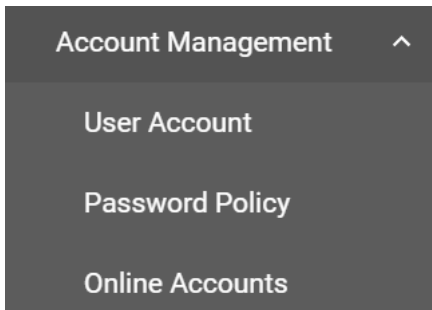 Account Management
User Account
Password Policy
Online Accounts